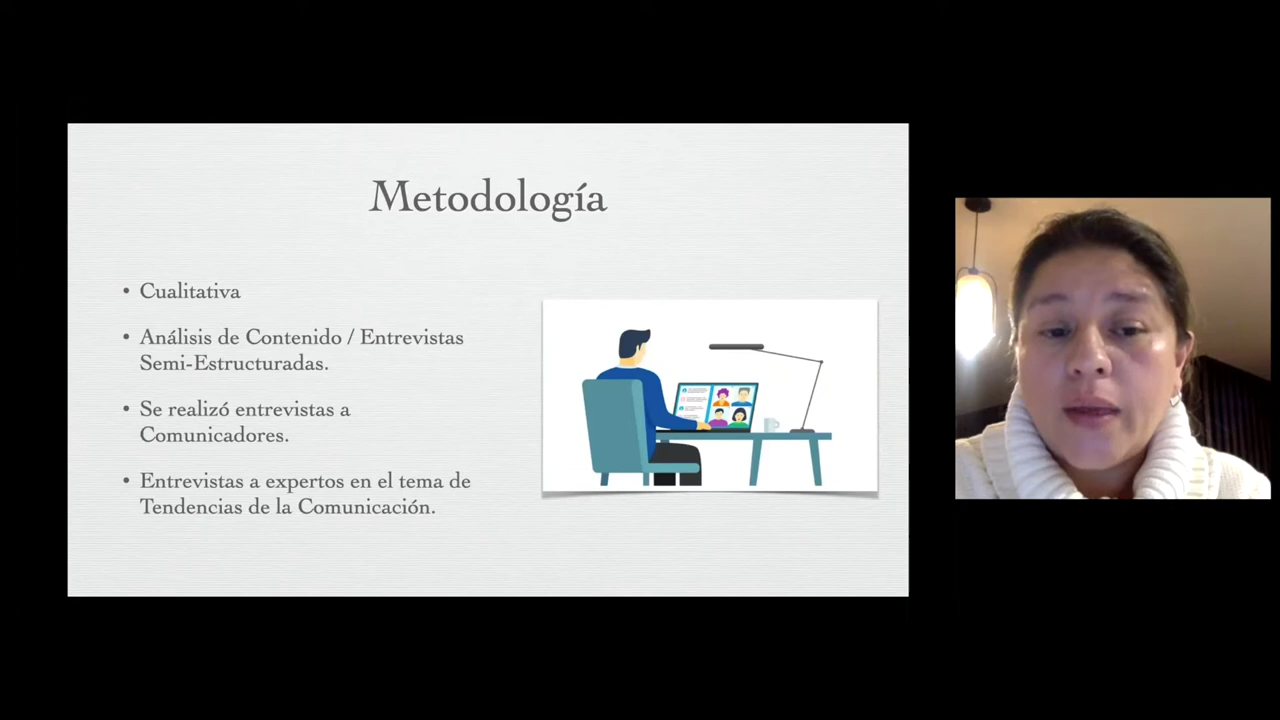 Metodología
• Cualitativa
• Análisis de Contenido / Entrevistas
Semi-Estructuradas.
• Se realizó entrevistas a
Comunicadores.
• Entrevistas a expertos en el tema de
Tendencias de la Comunicación.